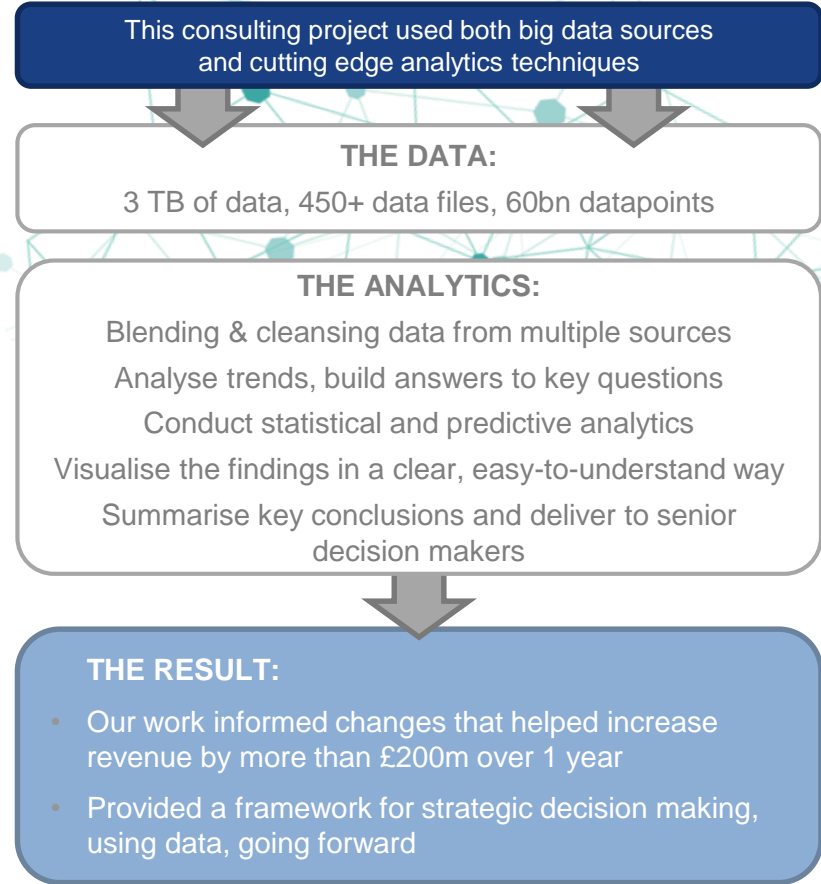 This consulting project used both big data sources
and cutting edge analytics techniques
THE DATA:
3 TB of data, 450+ data files, 60bn datapoints
THE ANALYTICS:
Blending & cleansing data from multiple sources
Analyse trends, build answers to key questions
Conduct statistical and predictive analytics
Visualise the findings in a clear, easy-to-understand way
Summarise key conclusions and deliver to senior
decision makers
THE RESULT:
• Our work informed changes that helped increase
revenue by more than £200m over 1 year
• Provided a framework for strategic decision making,
using data, going forward